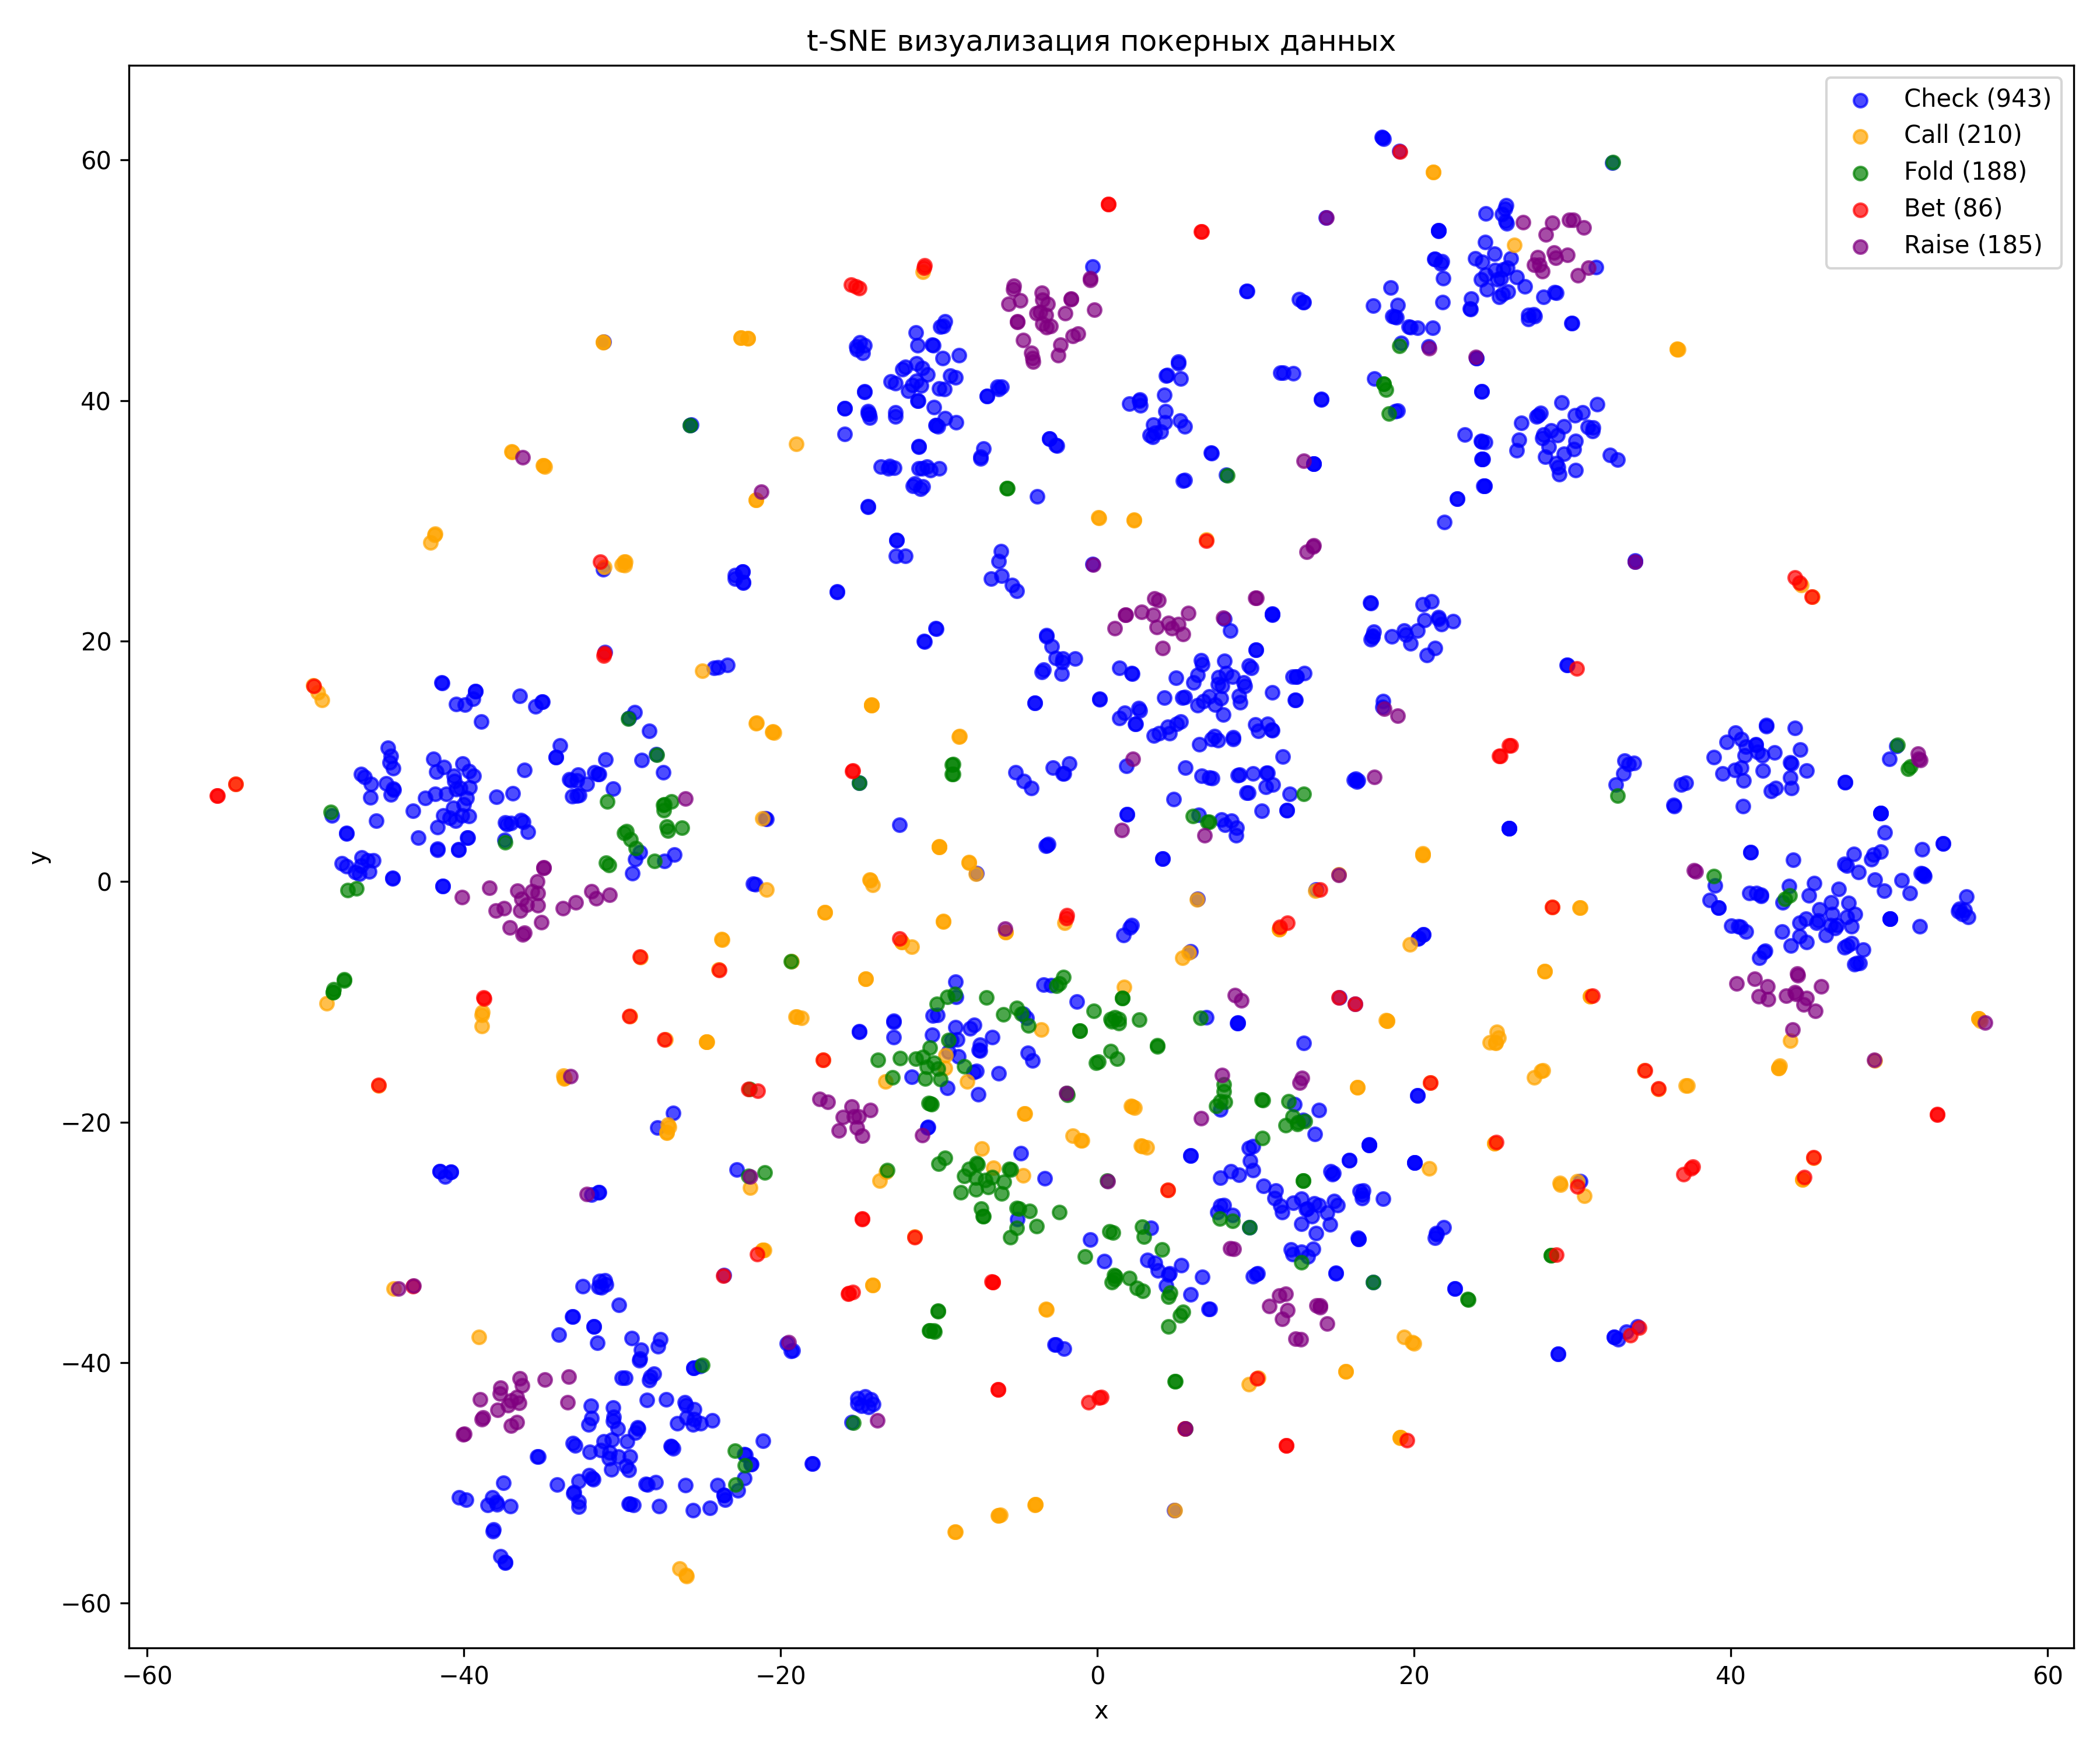 t-SNE визуализация покерных данных
Check (943)
Call (210)
Fold (188)
Bet (86)
Raise (185)
60
40
20
0
−20
−40
−60
y
−60
−40
−20
0
20
40
60
x